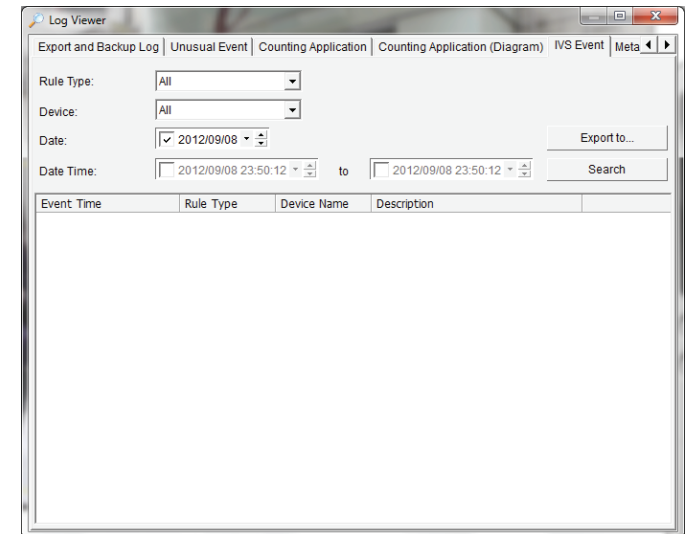 Log Viewer
Export and Backup Log Unusual Event Counting Application Counting Application (Diagram) IVS Event Meta
Rule Type: All
Device: All
Date: 2012/09/08 Export to...
Date Time: 2012/09/08 23:50:12 to 2012/09/08 23:50:12 Search
Event Time Rule Type Device Name Description